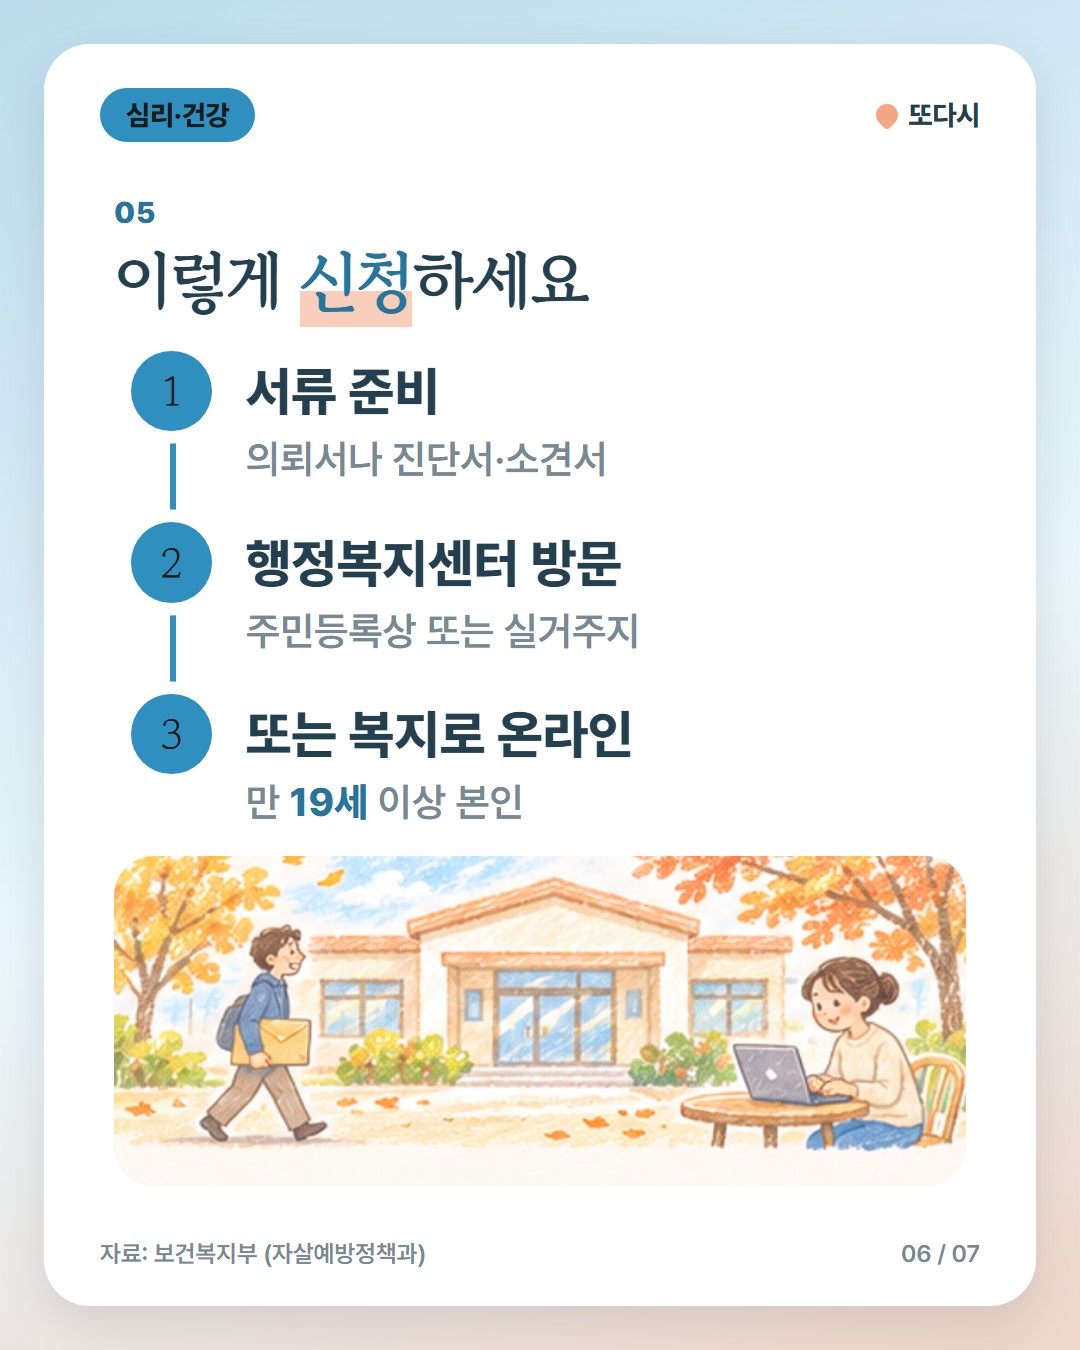 심리·건강
또다시
05
이렇게 신청하세요
1
서류 준비
의뢰서나 진단서·소견서
2
행정복지센터 방문
주민등록상 또는 실거주지
3
또는 복지로 온라인
만 19세 이상 본인
자료: 보건복지부 (자살예방정책과)
06 / 07